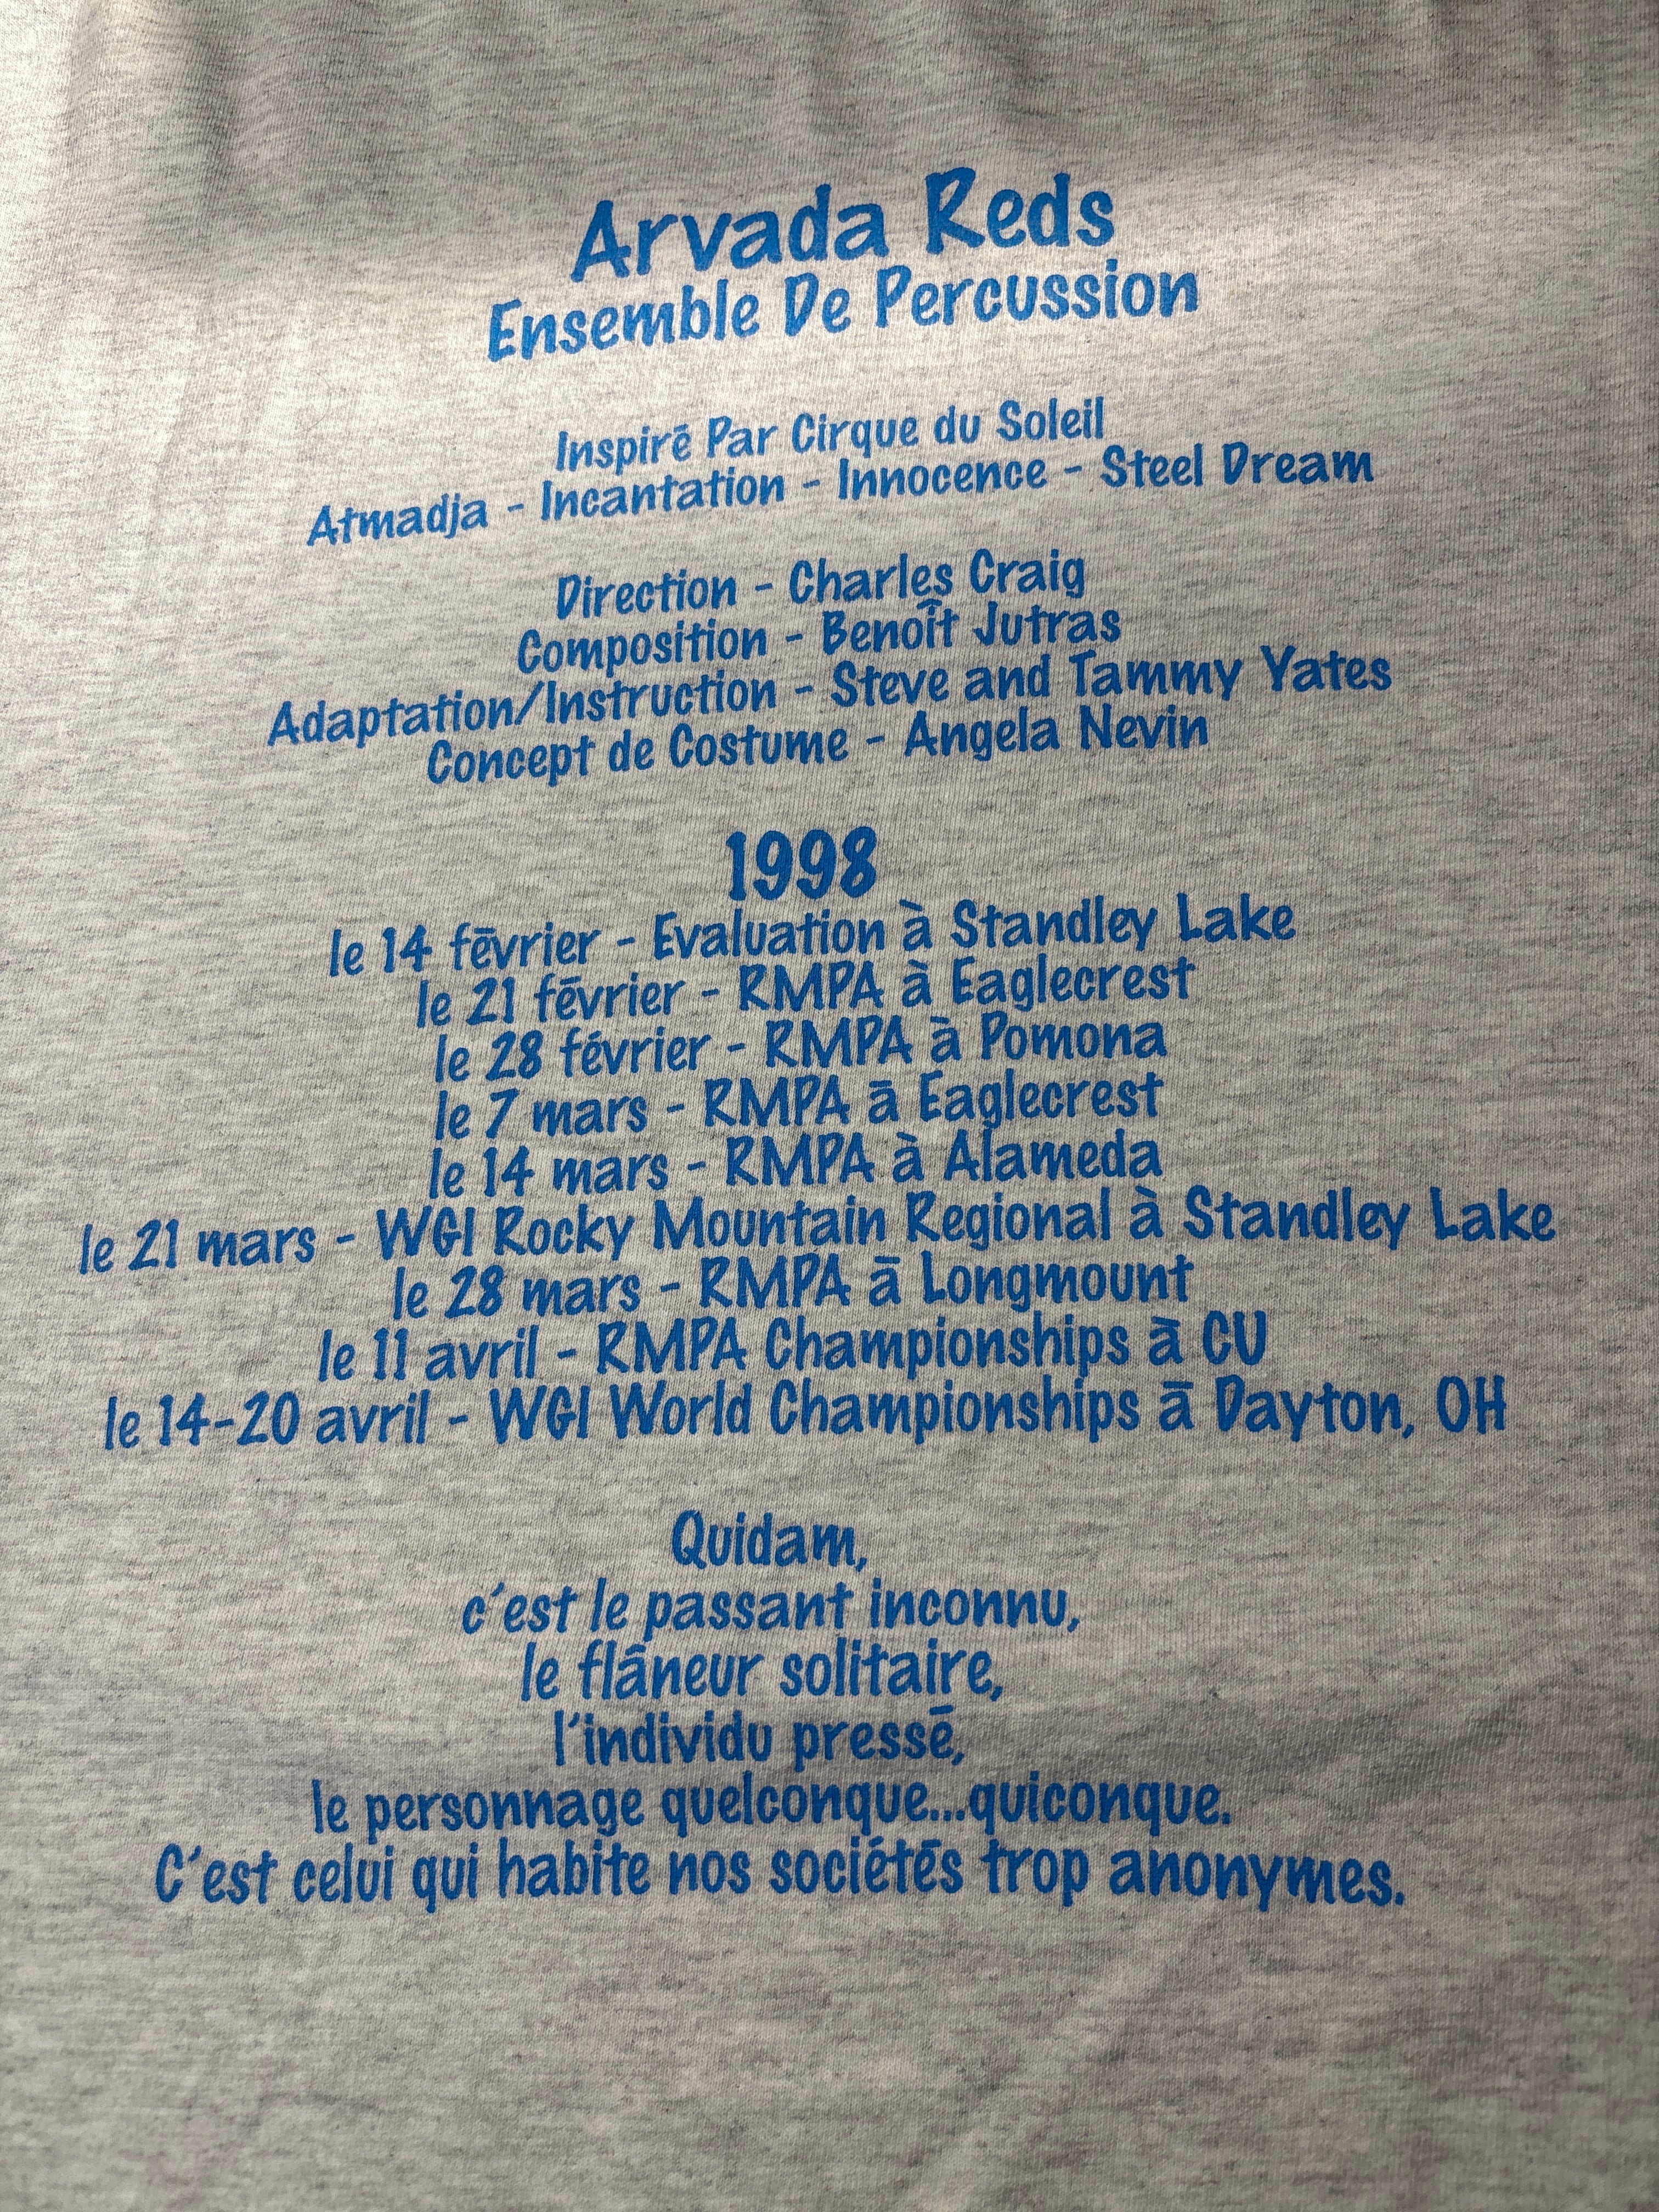 Arvada Reds
Ensemble De Percussion
Inspirē Par Cirque du Soleil
Atmadja - Incantation - Innocence - Steel Dream
Direction - Charles Craig
Composition - Benoît Jutras
Adaptation/Instruction - Steve and Tammy Yates
Concept de Costume - Angela Nevin
1998
le 14 fēvrier - Evaluation à Standley Lake
le 21 fēvrier - RMPA à Eaglecrest
le 28 février - RMPA à Pomona
le 7 mars - RMPA ā Eaglecrest
le 14 mars - RMPA à Alameda
le 21 mars - WGI Rocky Mountain Regional à Standley Lake
le 28 mars - RMPA ā Longmount
le 11 avril - RMPA Championships ā CU
le 14-20 avril - WGI World Championships ā Dayton, OH
Quidam,
c'est le passant inconnu,
le flāneur solitaire,
l'individu pressē,
le personnage quelconque...quiconque.
C'est celui qui habite nos sociétēs trop anonymes.